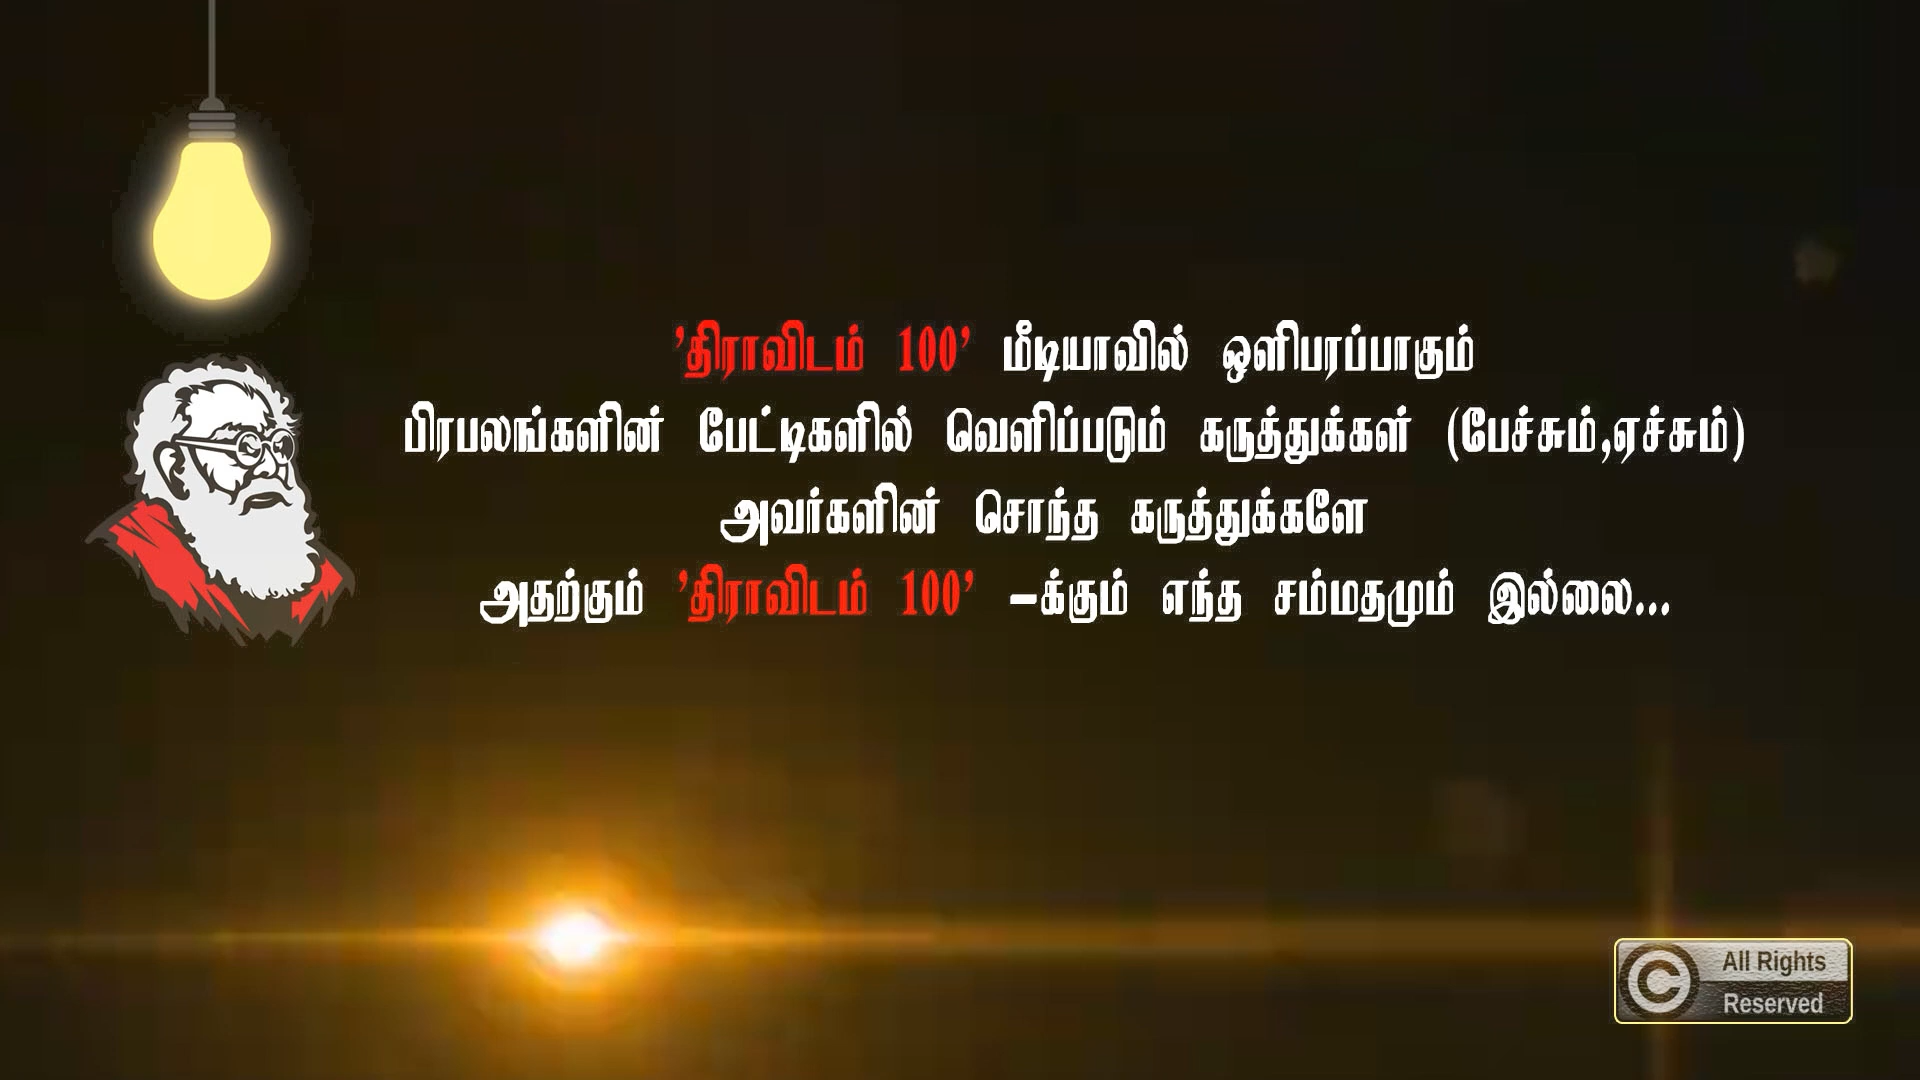 'திராவிடம் 100' மீடியாவில் ஒளிபரப்பாகும்
பிரபலங்களின் பேட்டிகளில் வெளிப்படும் கருத்துக்கள் (பேச்சும்,ஏச்சும்)
அவர்களின் சொந்த கருத்துக்களே
அதற்கும் 'திராவிடம் 100' -க்கும் எந்த சம்மதமும் இல்லை...
© All Rights
Reserved